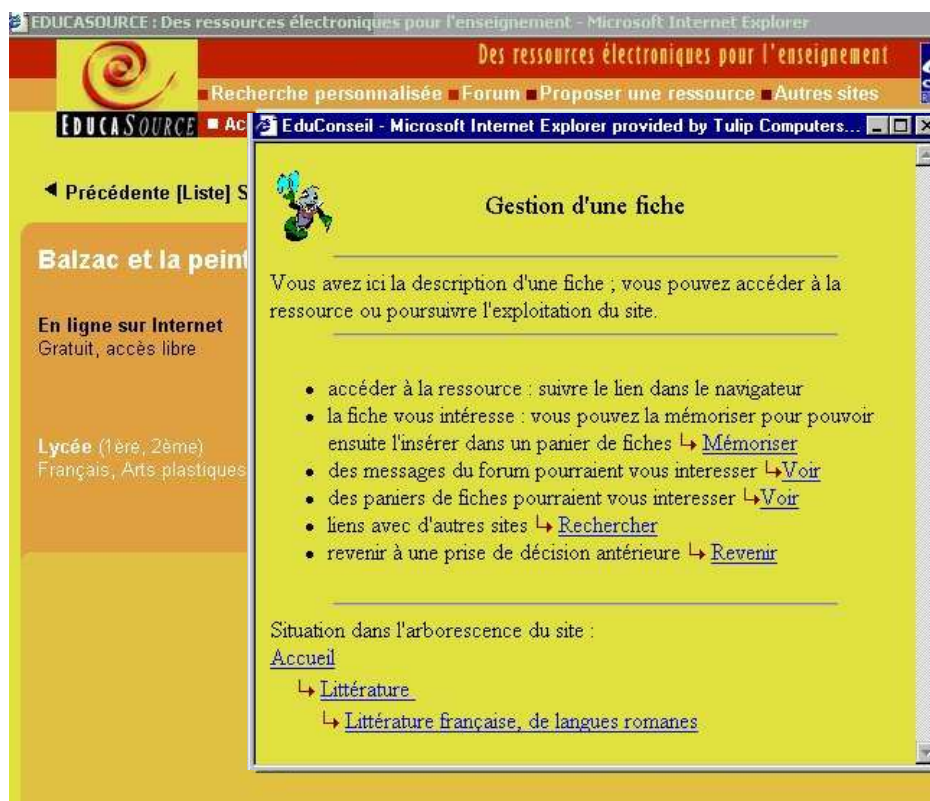 EDUCASOURCE : Des ressources électroniques pour l'enseignement - Microsoft Internet Explorer
Des ressources électroniques pour l'enseignement
Recherche personnalisée Forum Proposer une ressource Autres sites
EDUCASOURCE
EduConseil - Microsoft Internet Explorer provided by Tulip Computers...
Précédente [Liste]
Balzac et la
En ligne sur Internet
Gratuit, accès libre
Lycée (1ère, 2ème)
Français, Arts plastiques
Gestion d'une fiche
Vous avez ici la description d'une fiche ; vous pouvez accéder à la
ressource ou poursuivre l'exploitation du site.
• accéder à la ressource : suivre le lien dans le navigateur
• la fiche vous intéresse : vous pouvez la mémoriser pour pouvoir
ensuite l'insérer dans un panier de fiches ↳ Mémoriser
• des messages du forum pourraient vous interesser ↳Voir
• des paniers de fiches pourraient vous interesser ↳Voir
• liens avec d'autres sites ↳ Rechercher
• revenir à une prise de décision antérieure ↳ Revenir
Situation dans l'arborescence du site :
Accueil
↳ Littérature
↳ Littérature française, de langues romanes